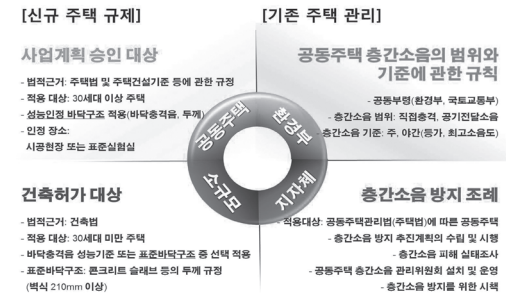 [신규 주택 규제]
[기존 주택 관리]
사업계획 승인 대상
- 법적근거: 주택법 및 주택건설기준 등에 관한 규정
- 적용 대상: 30세대 이상 주택
- 성능인정 바닥구조 적용(바닥충격음, 두께)
- 인정 장소:
시공현장 또는 표준실험실
공동주택 층간소음의 범위와
기준에 관한 규칙
- 공동부령(환경부, 국토교통부)
- 층간소음 범위: 직접충격, 공기전달소음
- 층간소음 기준: 주, 야간(등가, 최고소음도)
공동주택
환경부
소규모
지자체
건축허가 대상
- 법적근거: 건축법
- 적용 대상: 30세대 미만 주택
- 바닥충격음 성능기준 또는 표준바닥구조 중 선택 적용
- 표준바닥구조: 콘크리트 슬래브 등의 두께 규정
(벽식 210mm 이상)
층간소음 방지 조례
- 적용대상: 공동주택관리법(주택법)에 따른 공동주택
- 층간소음 방지 추진계획의 수립 및 시행
- 층간소음 피해 실태조사
- 공동주택 층간소음 관리위원회 설치 및 운영
- 층간소음 방지를 위한 시책